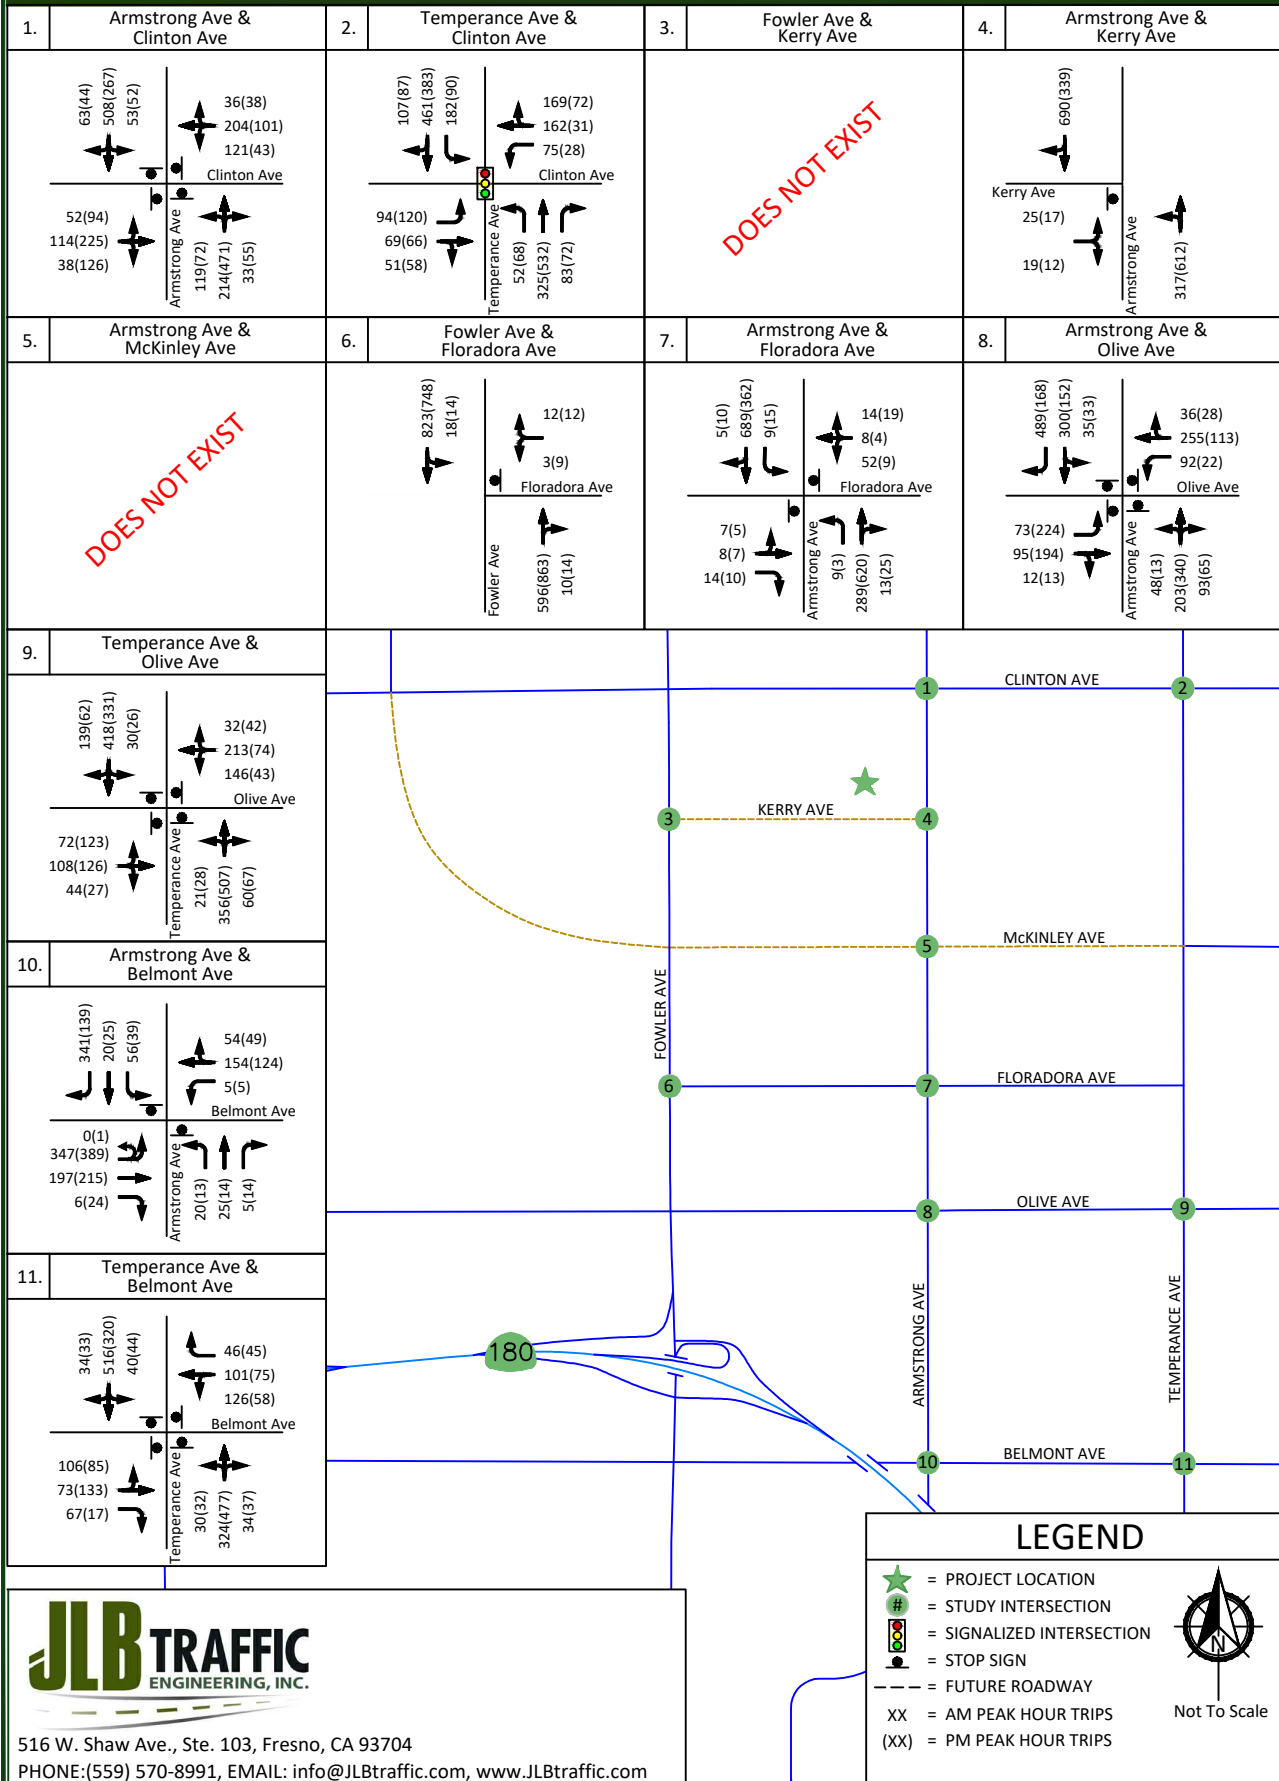 1.
Armstrong Ave &
Clinton Ave
63(44)
508(267)
53(52)
36(38)
204(101)
121(43)
Clinton Ave
52(94)
114(225)
38(126)
Armstrong Ave
119(72)
214(471)
33(55)
2.
Temperance Ave &
Clinton Ave
107(87)
461(383)
182(90)
169(72)
162(31)
75(28)
Clinton Ave
94(120)
69(66)
51(58)
Temperance Ave
52(68)
325(532)
83(72)
3.
Fowler Ave &
Kerry Ave
DOES NOT EXIST
4.
Armstrong Ave &
Kerry Ave
690(339)
Kerry Ave
25(17)
19(12)
Armstrong Ave
317(612)
5.
Armstrong Ave &
McKinley Ave
DOES NOT EXIST
6.
Fowler Ave &
Floradora Ave
823(748)
18(14)
12(12)
3(9)
Floradora Ave
Fowler Ave
596(863)
10(14)
7.
Armstrong Ave &
Floradora Ave
5(10)
689(362)
9(15)
14(19)
8(4)
52(9)
Floradora Ave
7(5)
8(7)
14(10)
Armstrong Ave
9(3)
289(620)
13(25)
8.
Armstrong Ave &
Olive Ave
489(168)
300(152)
35(33)
36(28)
255(113)
92(22)
Olive Ave
73(224)
95(194)
12(13)
Armstrong Ave
48(13)
203(340)
93(65)
9.
Temperance Ave &
Olive Ave
139(62)
418(331)
30(26)
32(42)
213(74)
146(43)
Olive Ave
72(123)
108(126)
44(27)
Temperance Ave
21(28)
356(507)
60(67)
10.
Armstrong Ave &
Belmont Ave
341(139)
20(25)
56(39)
54(49)
154(124)
5(5)
Belmont Ave
0(1)
347(389)
197(215)
6(24)
Armstrong Ave
20(13)
25(14)
5(14)
11.
Temperance Ave &
Belmont Ave
34(33)
516(320)
40(44)
46(45)
101(75)
126(58)
Belmont Ave
106(85)
73(133)
67(17)
Temperance Ave
30(32)
324(477)
34(37)
1
CLINTON AVE
2
3
KERRY AVE
4
5
McKINLEY AVE
FOWLER AVE
6
7
FLORADORA AVE
8
OLIVE AVE
9
180
ARMSTRONG AVE
TEMPERANCE AVE
10
BELMONT AVE
11
LEGEND
= PROJECT LOCATION
# = STUDY INTERSECTION
= SIGNALIZED INTERSECTION
= STOP SIGN
= FUTURE ROADWAY
XX = AM PEAK HOUR TRIPS
(XX) = PM PEAK HOUR TRIPS
N
Not To Scale
JLB TRAFFIC
ENGINEERING, INC.
516 W. Shaw Ave., Ste. 103, Fresno, CA 93704
PHONE:(559) 570-8991, EMAIL: info@JLBtraffic.com, www.JLBtraffic.com